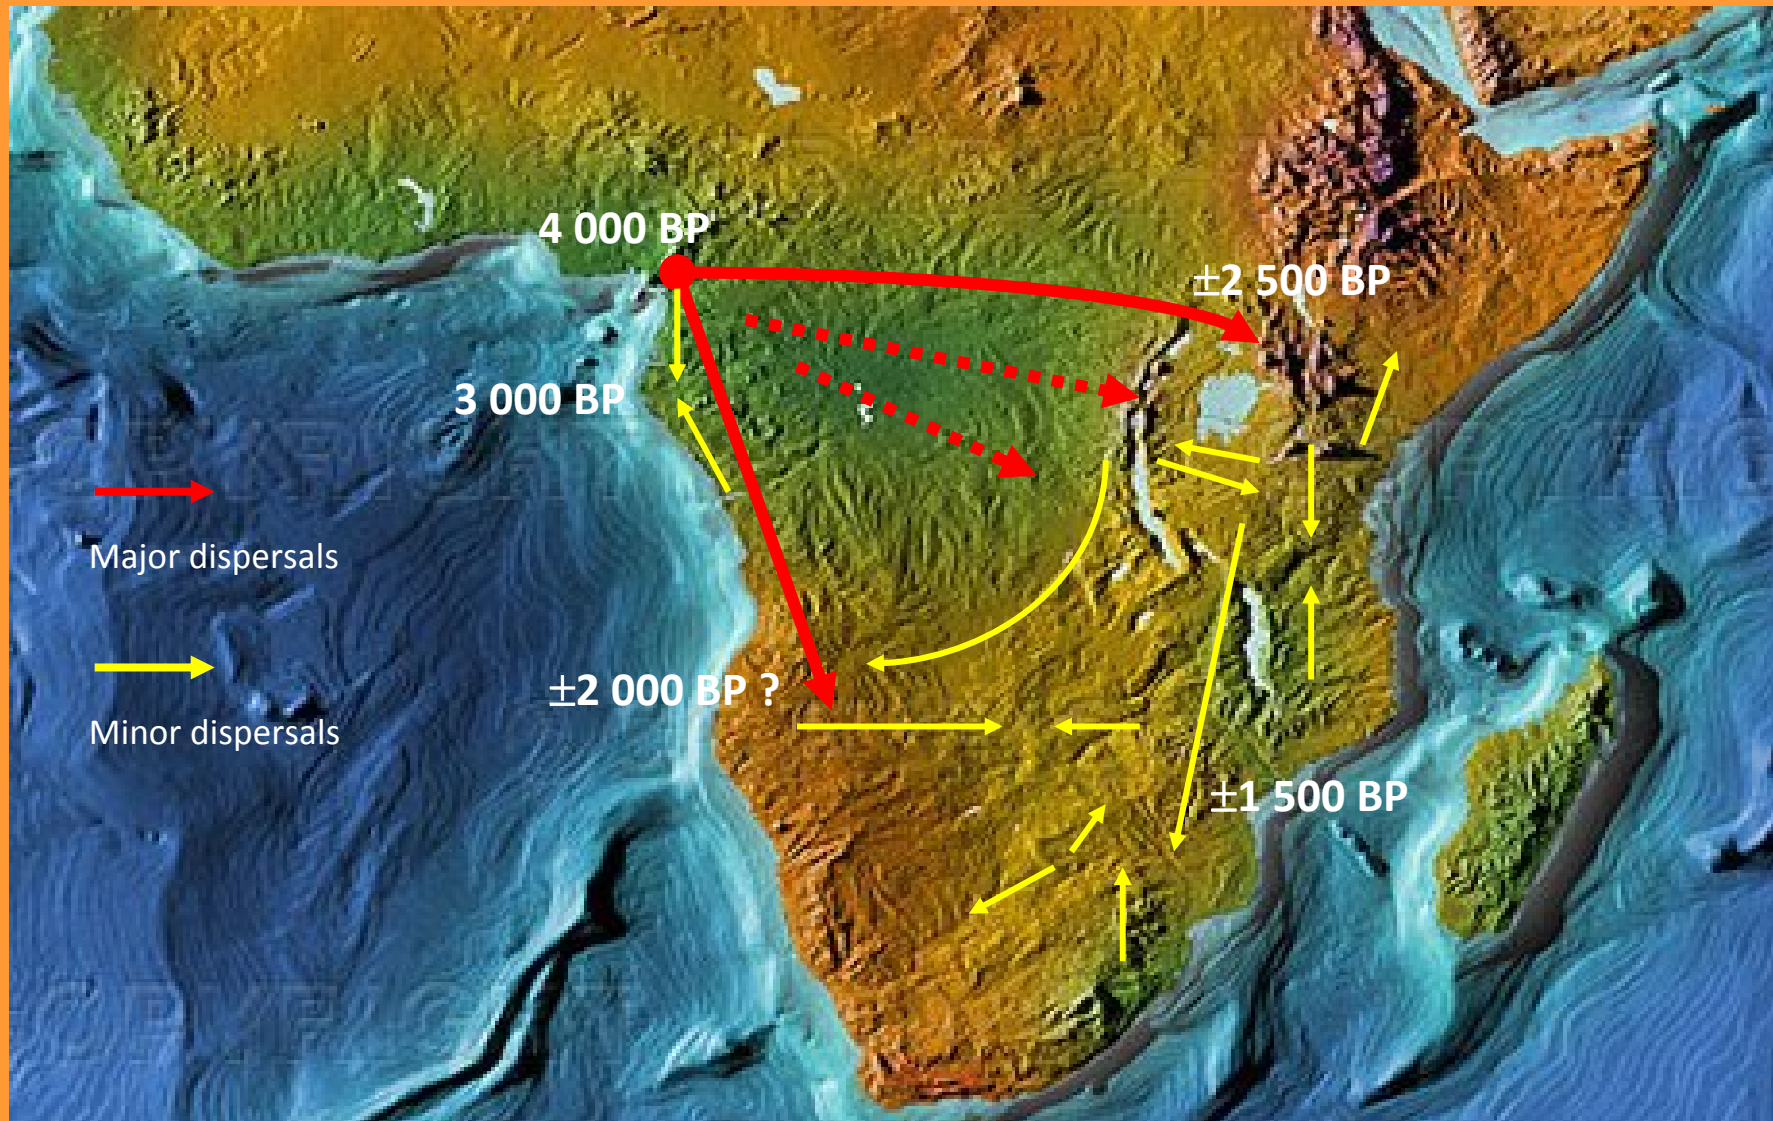 4 000 BP
±2 500 BP
3 000 BP
Major dispersals
±2 000 BP ?
Minor dispersals
±1 500 BP